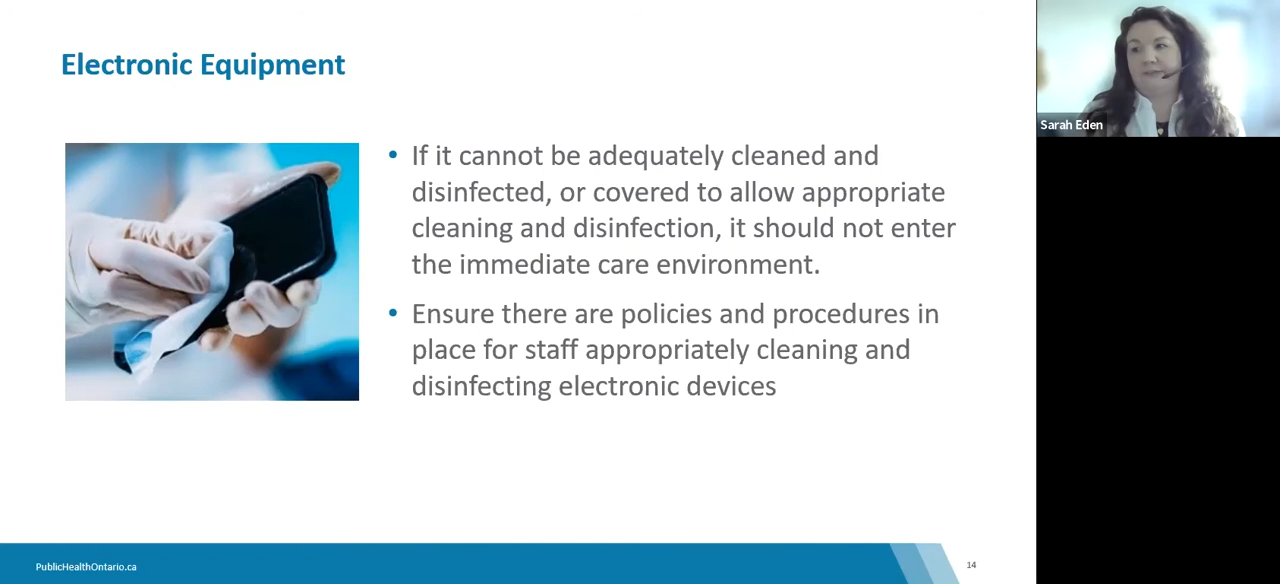 Electronic Equipment
• If it cannot be adequately cleaned and
disinfected, or covered to allow appropriate
cleaning and disinfection, it should not enter
the immediate care environment.
• Ensure there are policies and procedures in
place for staff appropriately cleaning and
disinfecting electronic devices
Sarah Eden
PublicHealthOntario.ca
14